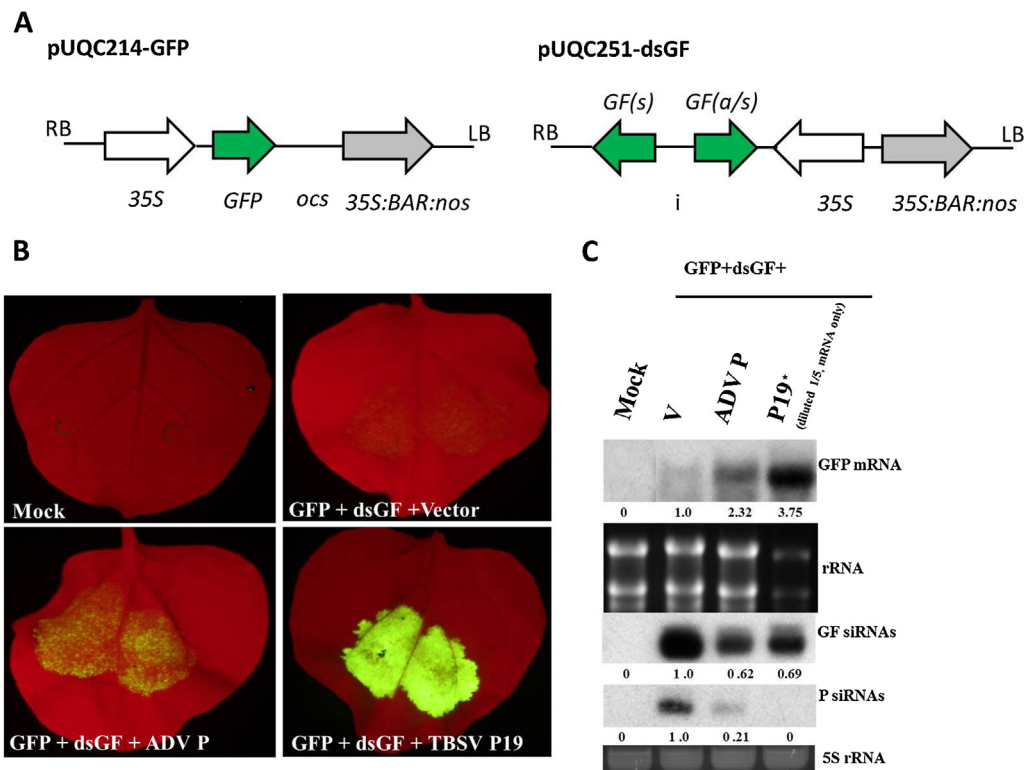 A
pUQC214-GFP
pUQC251-dsGF
GF(s) GF(a/s)
RB LB RB LB
35S GFP ocs 35S:BAR:nos i 35S 35S:BAR:nos
B
Mock
GFP + dsGF +Vector
GFP + dsGF + ADV P
GFP + dsGF + TBSV P19
C
GFP+dsGF+
Mock
V
ADV P
P19*
(diluted 1/5, mRNA only)
GFP mRNA
0 1.0 2.32 3.75
rRNA
GF siRNAs
0 1 .0 0 .62 0.69
P siRNAs
0 1.0 0 .21 0
5S rRNA